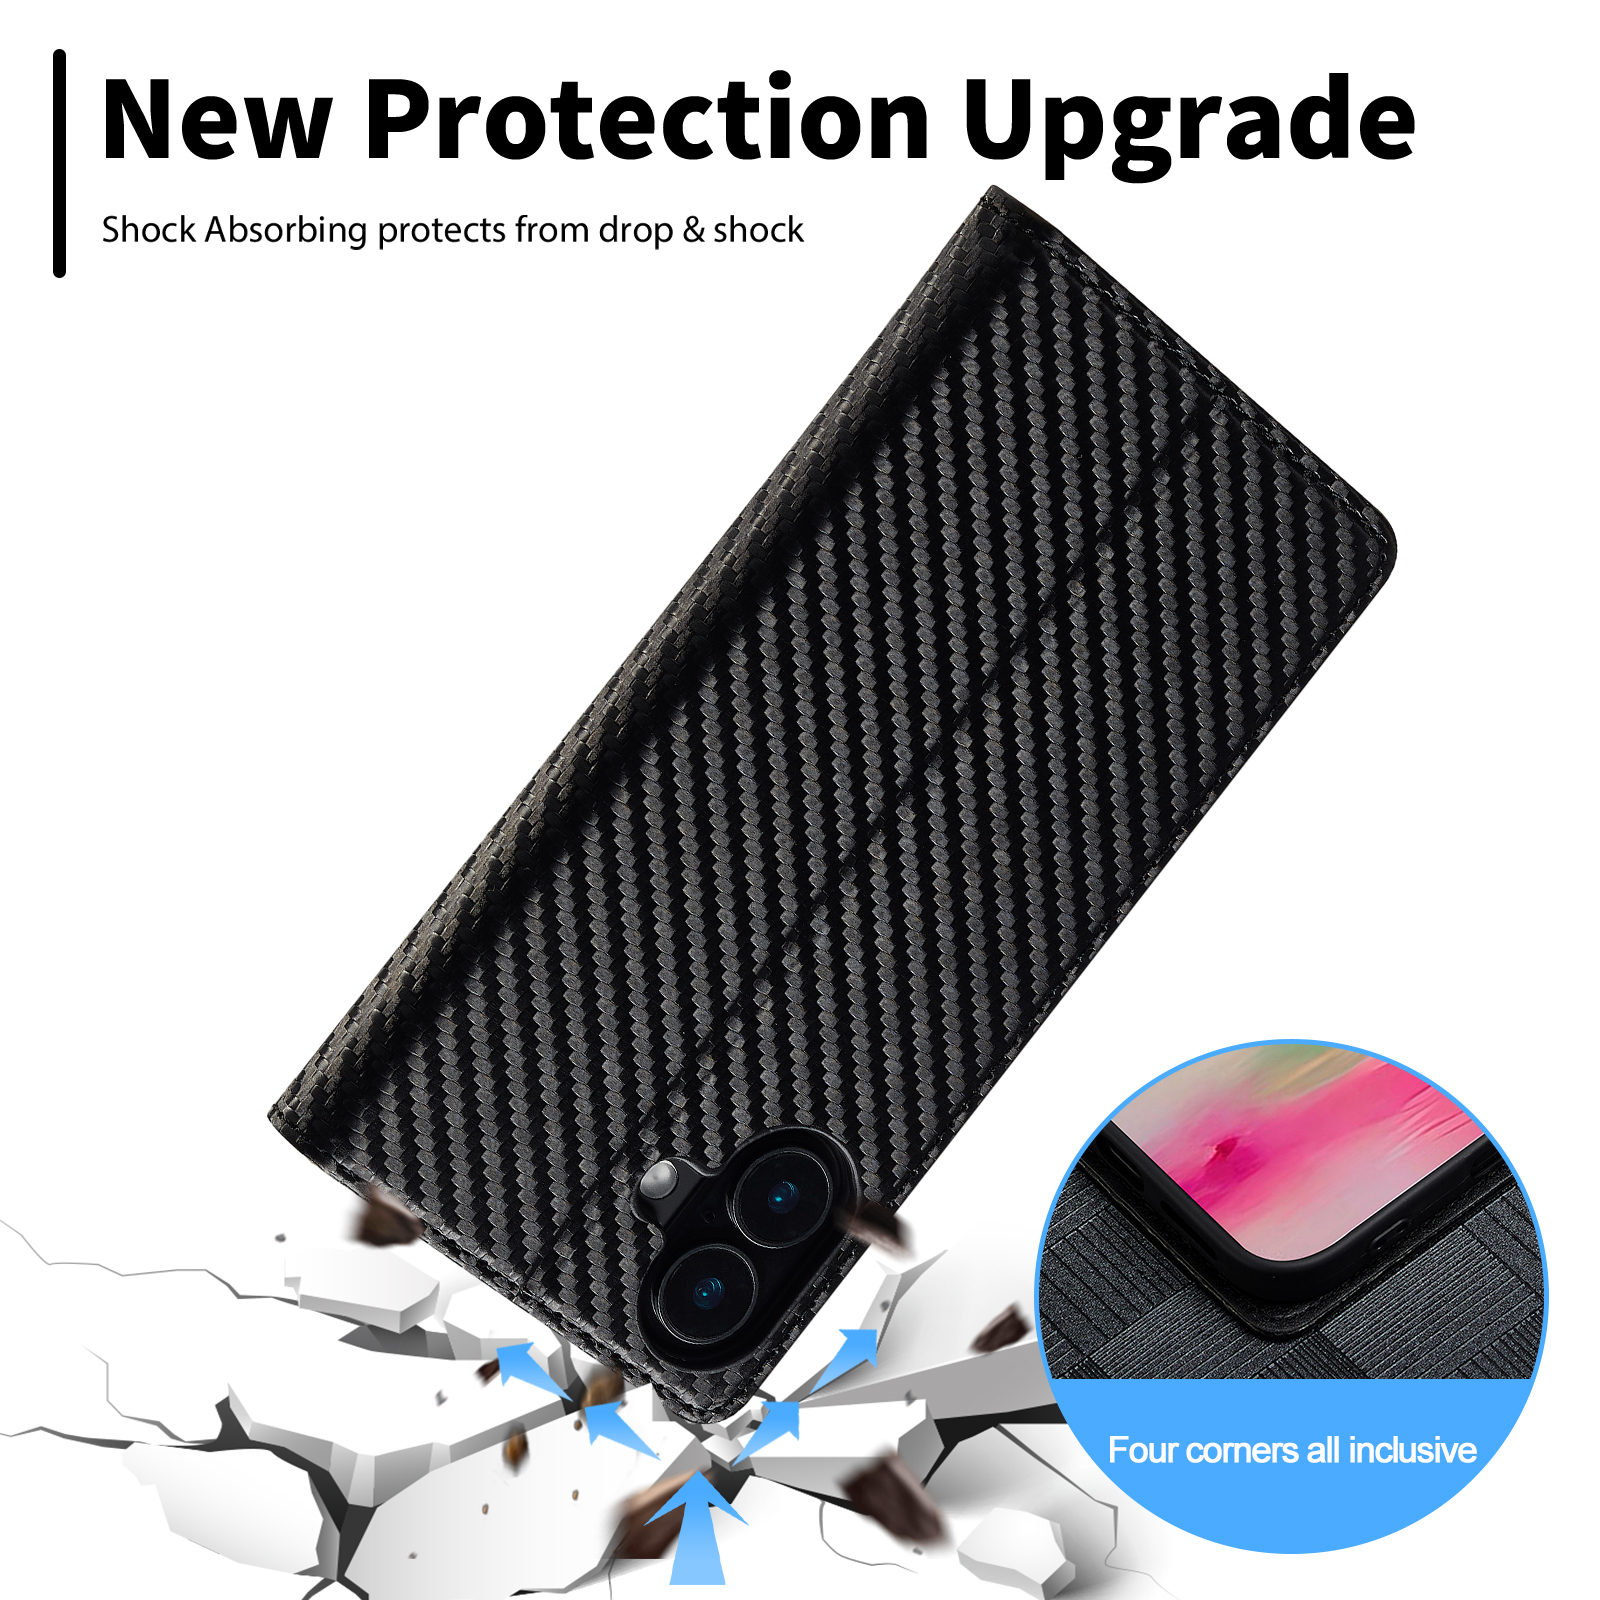 New Protection Upgrade
Shock Absorbing protects from drop & shock
Four corners all inclusive